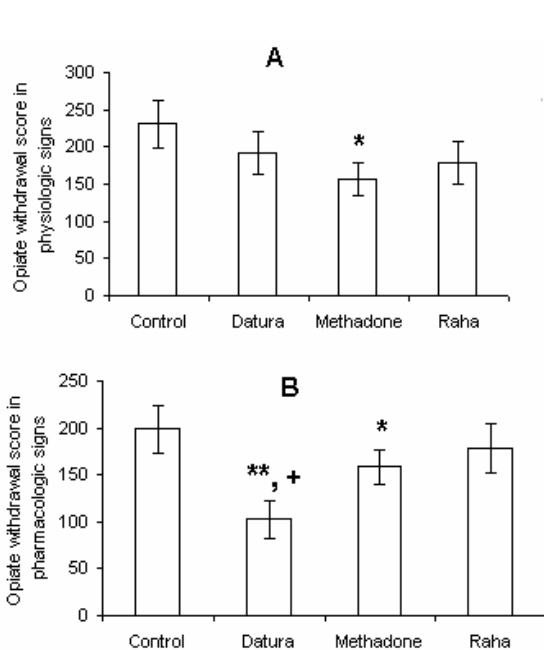 A
Opiate withdrawal score in
physiologic signs
300
250
200
150
100
50
0
*
Control Datura Methadone Raha
B
Opiate withdrawal score in
pharmacologic signs
250
200
150
100
50
0
**, +
*
Control Datura Methadone Raha